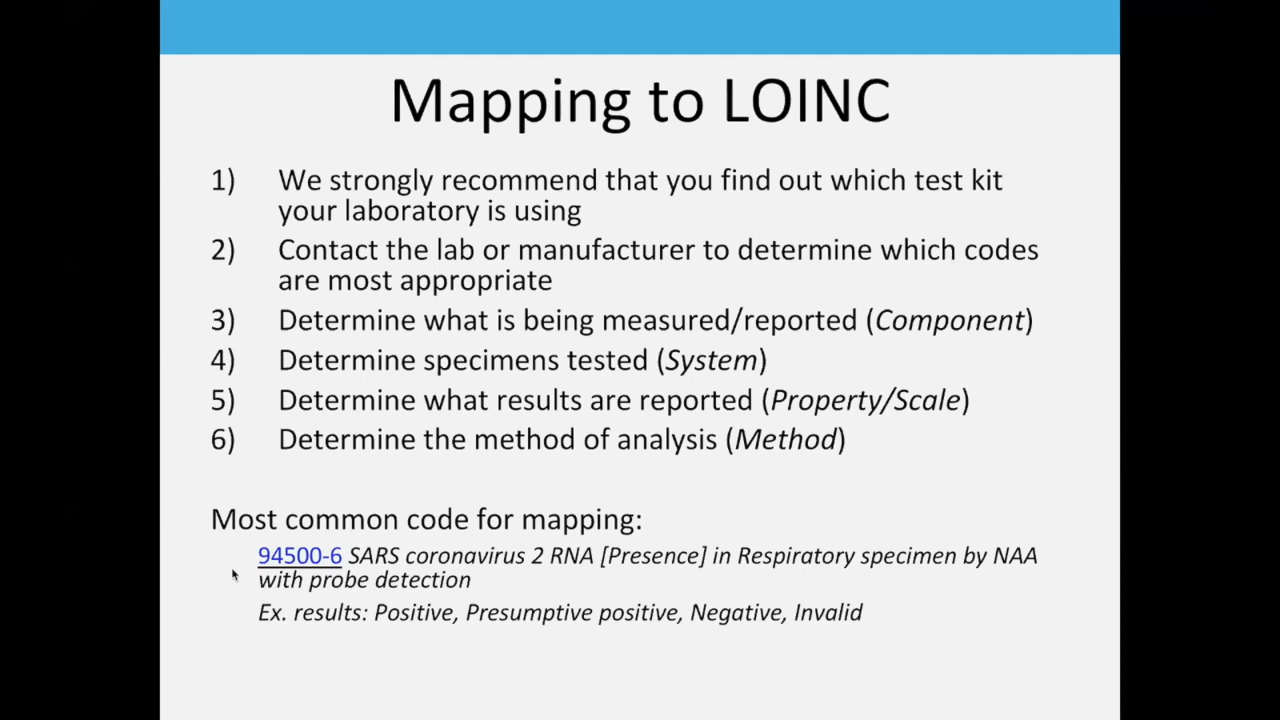 Mapping to LOINC
1) We strongly recommend that you find out which test kit
your laboratory is using
2) Contact the lab or manufacturer to determine which codes
are most appropriate
3) Determine what is being measured/reported (Component)
4) Determine specimens tested (System)
5) Determine what results are reported (Property/Scale)
6) Determine the method of analysis (Method)
Most common code for mapping:
94500-6 SARS coronavirus 2 RNA [Presence] in Respiratory specimen by NAA
with probe detection
Ex. results: Positive, Presumptive positive, Negative, Invalid